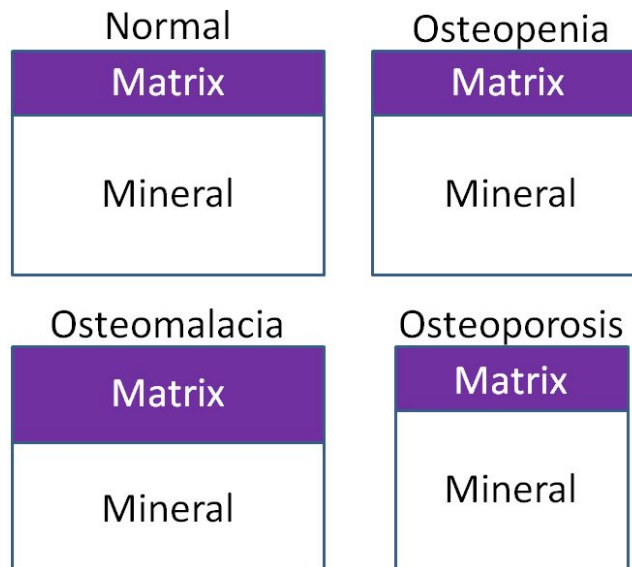 Normal
Matrix
Mineral
Osteopenia
Matrix
Mineral
Osteomalacia
Matrix
Mineral
Osteoporosis
Matrix
Mineral